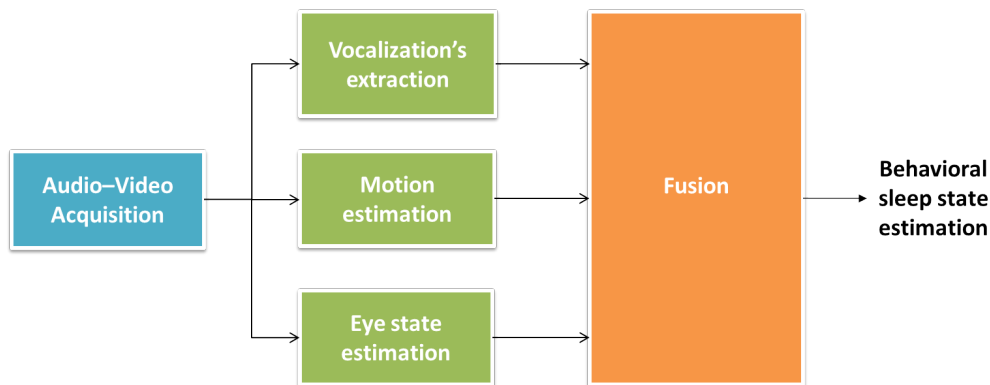 Vocalization's
extraction
Audio–Video
Acquisition
Motion
estimation
Fusion
Behavioral
sleep state
estimation
Eye state
estimation